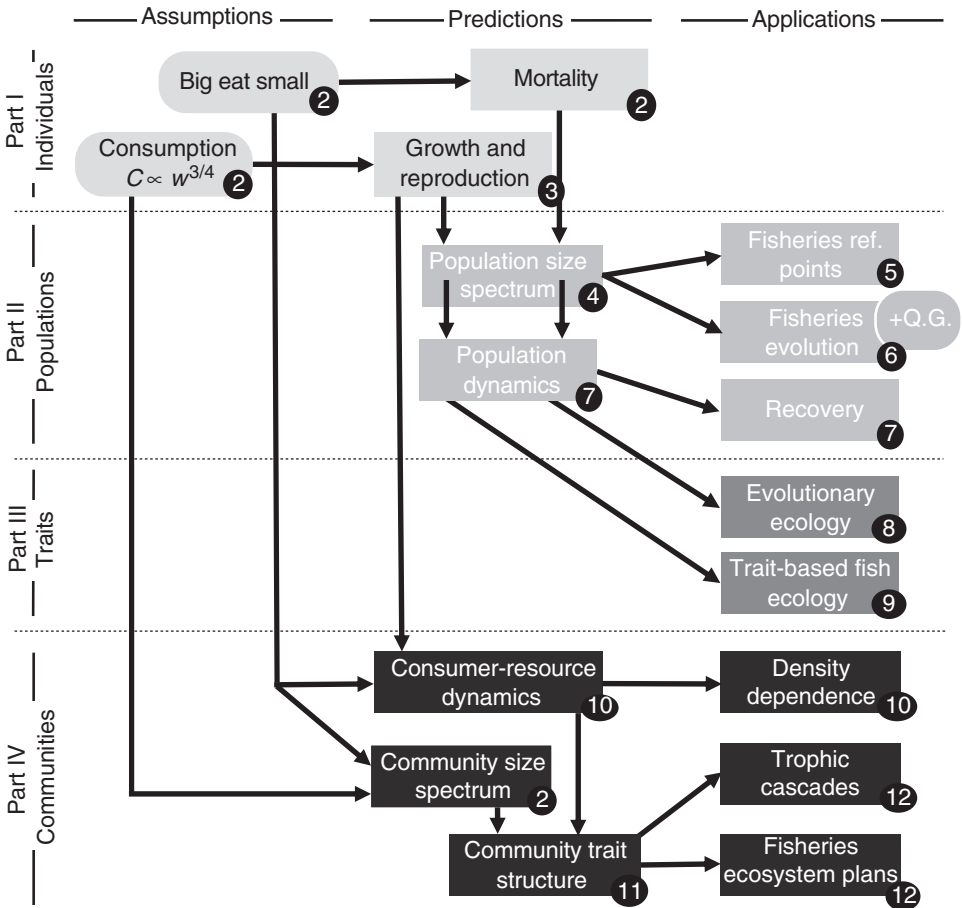 Assumptions
Predictions
Applications
Part I
Individuals
Big eat small
2
Mortality
2
Consumption
C ∝ w^{3/4}
2
Growth and
reproduction
3
Part II
Populations
Population size
spectrum
4
Fisheries ref.
points
5
Fisheries
evolution
6
+Q.G.
Population
dynamics
7
Recovery
7
Part III
Traits
Evolutionary
ecology
8
Trait-based fish
ecology
9
Part IV
Communities
Consumer-resource
dynamics
10
Density
dependence
10
Community size
spectrum
2
Trophic
cascades
12
Community trait
structure
11
Fisheries
ecosystem plans
12